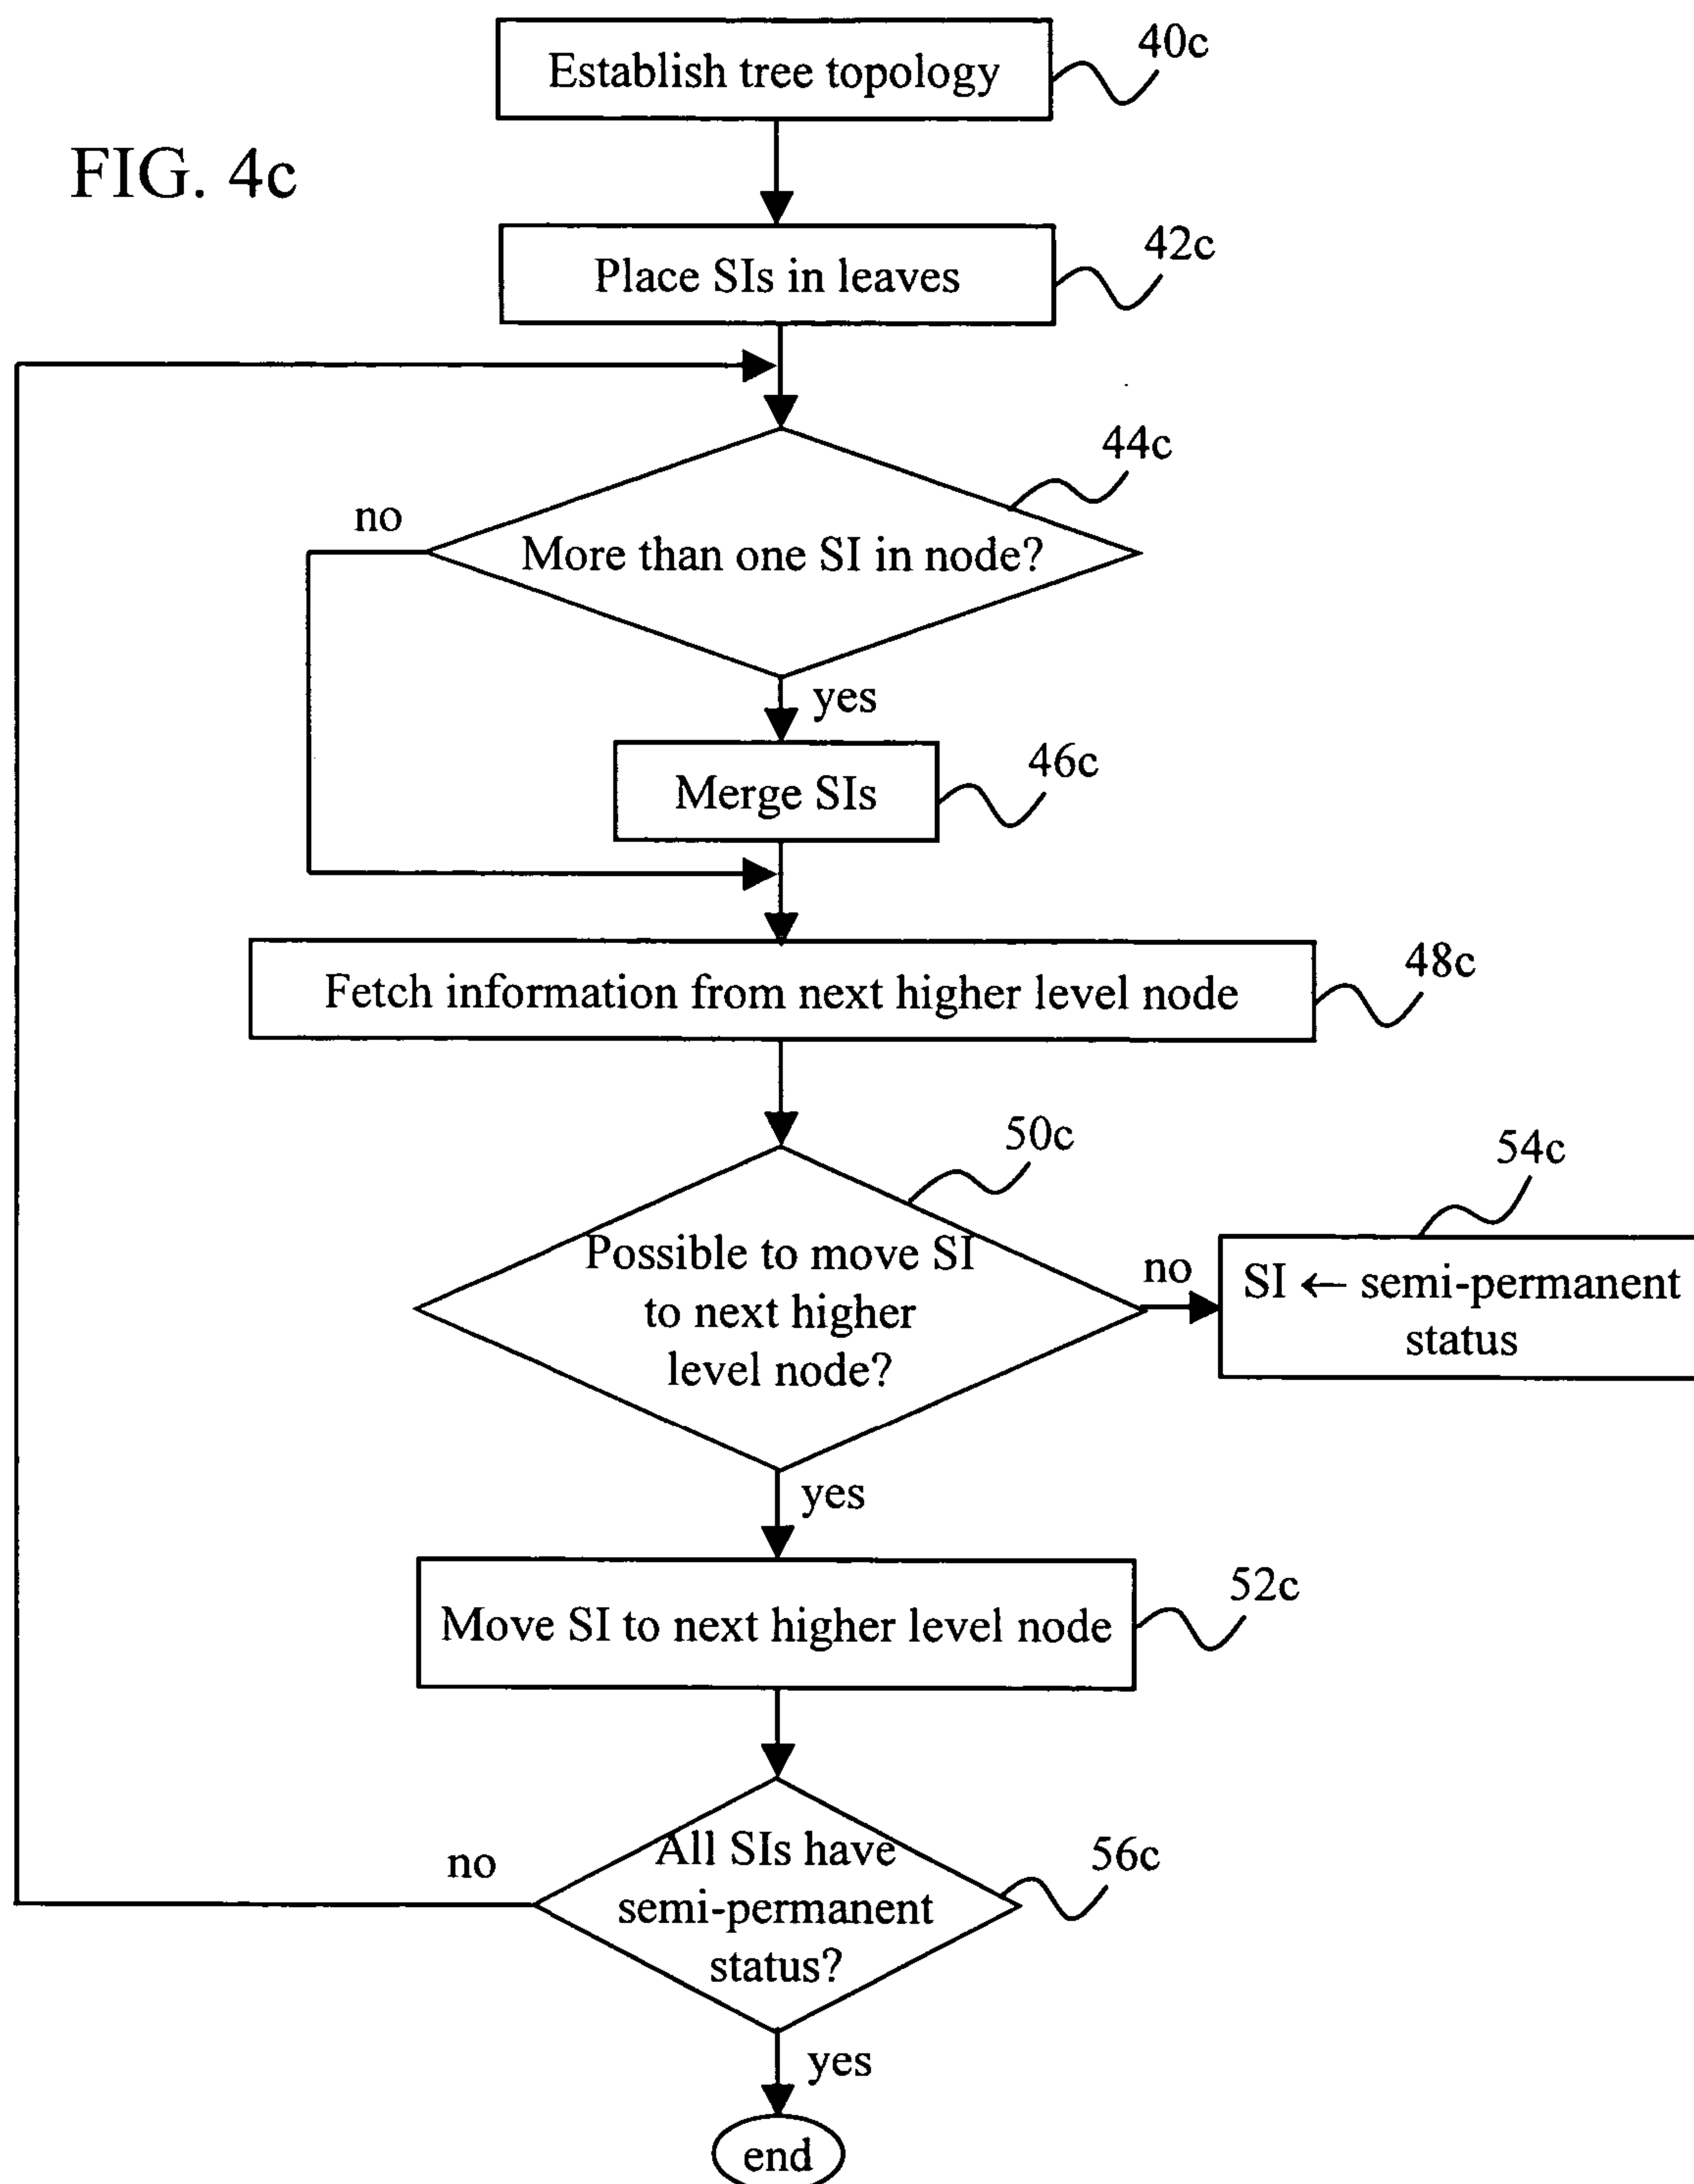 Establish tree topology
40c
FIG. 4c
Place SIs in leaves
42c
44c
no
More than one SI in node?
yes
Merge SIs
46c
Fetch information from next higher level node
48c
50c
54c
Possible to move SI
to next higher
level node?
no
SI ← semi-permanent
status
yes
Move SI to next higher level node
52c
no
All SIs have
semi-permanent
status?
56c
yes
end